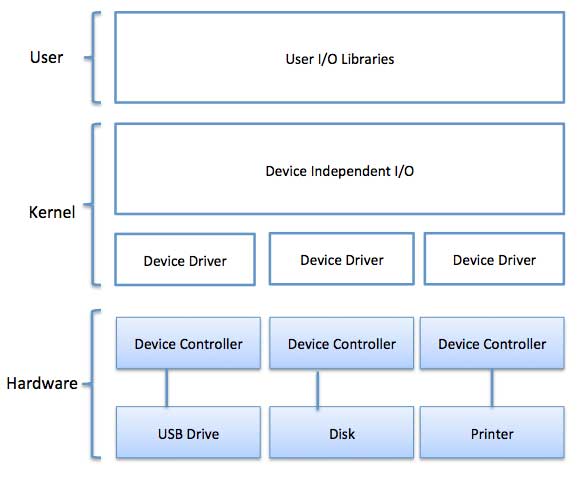 User
User I/O Libraries
Kernel
Device Independent I/O
Device Driver
Device Driver
Device Driver
Hardware
Device Controller
Device Controller
Device Controller
USB Drive
Disk
Printer